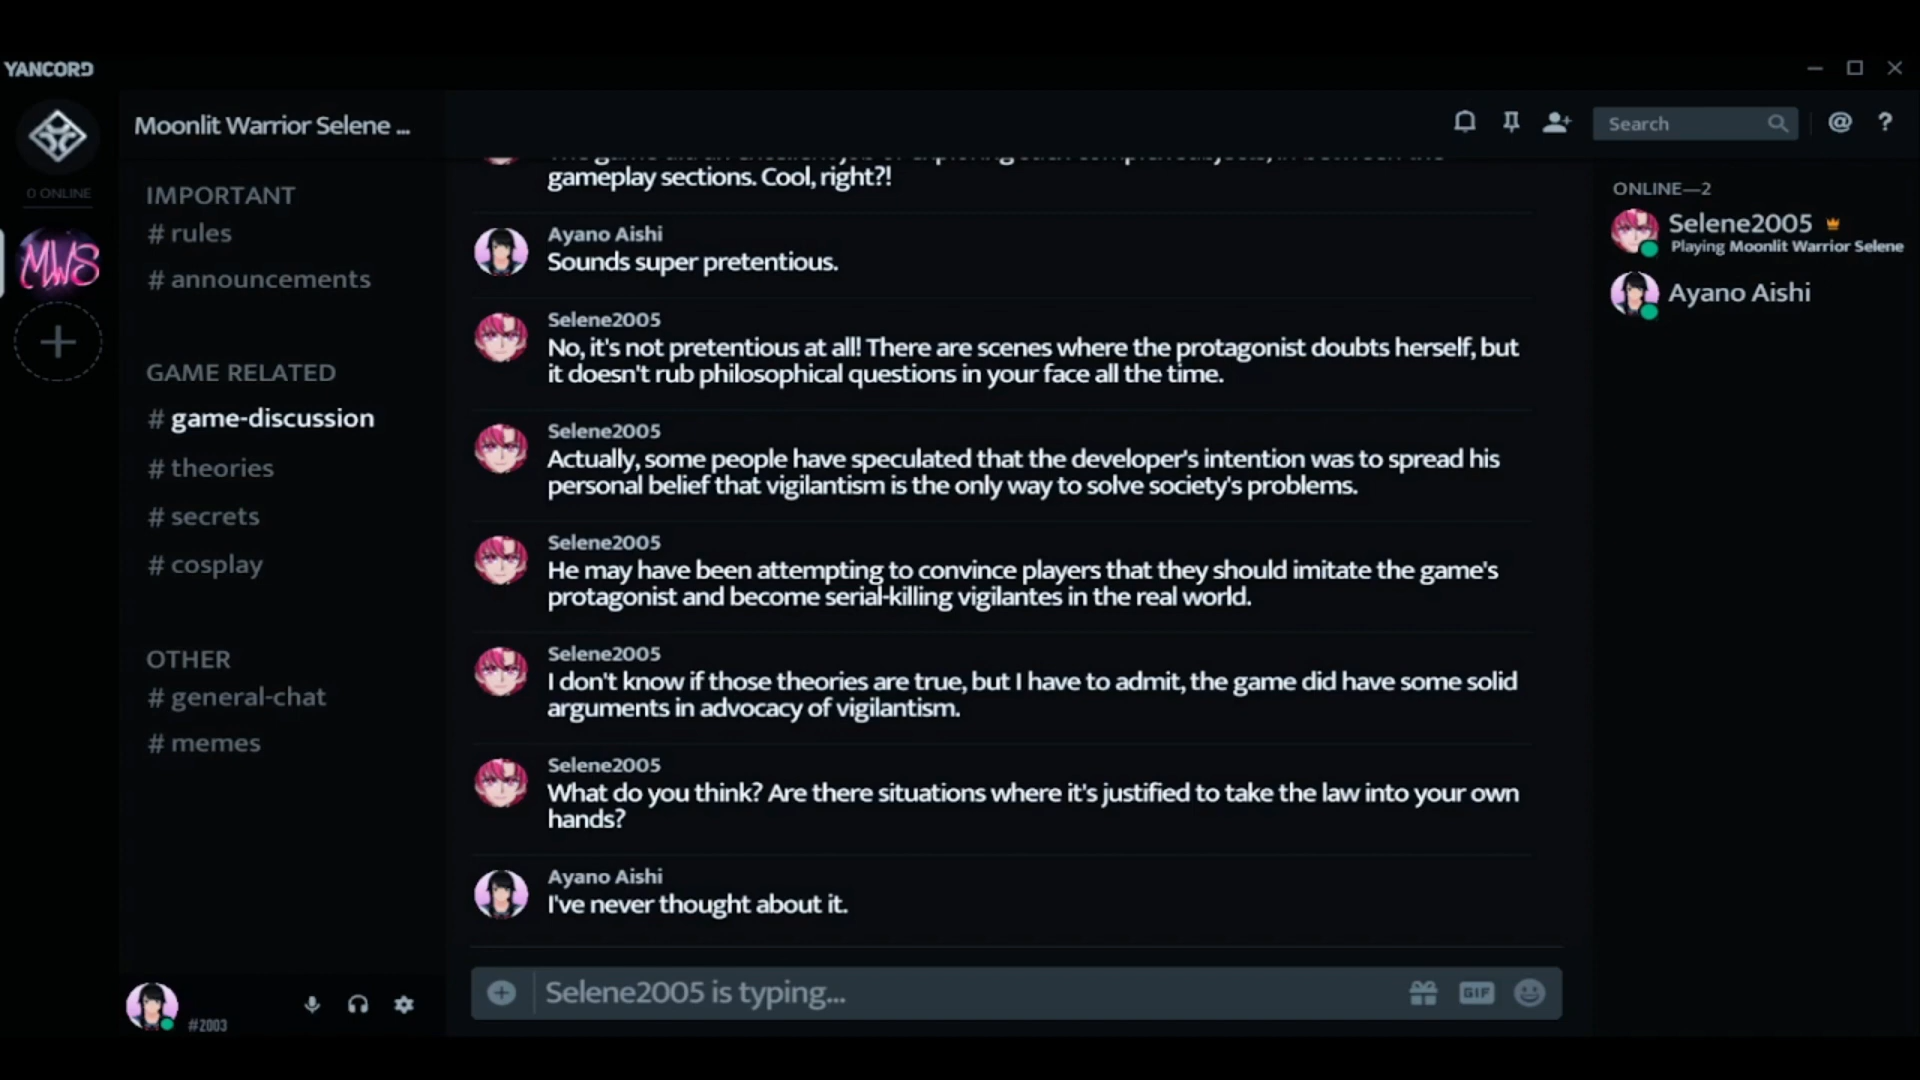 YANCORD
Moonlit Warrior Selene ...
Search
@
?
0 ONLINE
MWS
IMPORTANT
# rules
# announcements
GAME RELATED
# game-discussion
# theories
# secrets
# cosplay
OTHER
# general-chat
# memes
#2003
gameplay sections. Cool, right?!
Ayano Aishi
Sounds super pretentious.
Selene2005
No, it's not pretentious at all! There are scenes where the protagonist doubts herself, but
it doesn't rub philosophical questions in your face all the time.
Selene2005
Actually, some people have speculated that the developer's intention was to spread his
personal belief that vigilantism is the only way to solve society's problems.
Selene2005
He may have been attempting to convince players that they should imitate the game's
protagonist and become serial-killing vigilantes in the real world.
Selene2005
I don't know if those theories are true, but I have to admit, the game did have some solid
arguments in advocacy of vigilantism.
Selene2005
What do you think? Are there situations where it's justified to take the law into your own
hands?
Ayano Aishi
I've never thought about it.
Selene2005 is typing...
GIF
ONLINE—2
Selene2005
Playing Moonlit Warrior Selene
Ayano Aishi